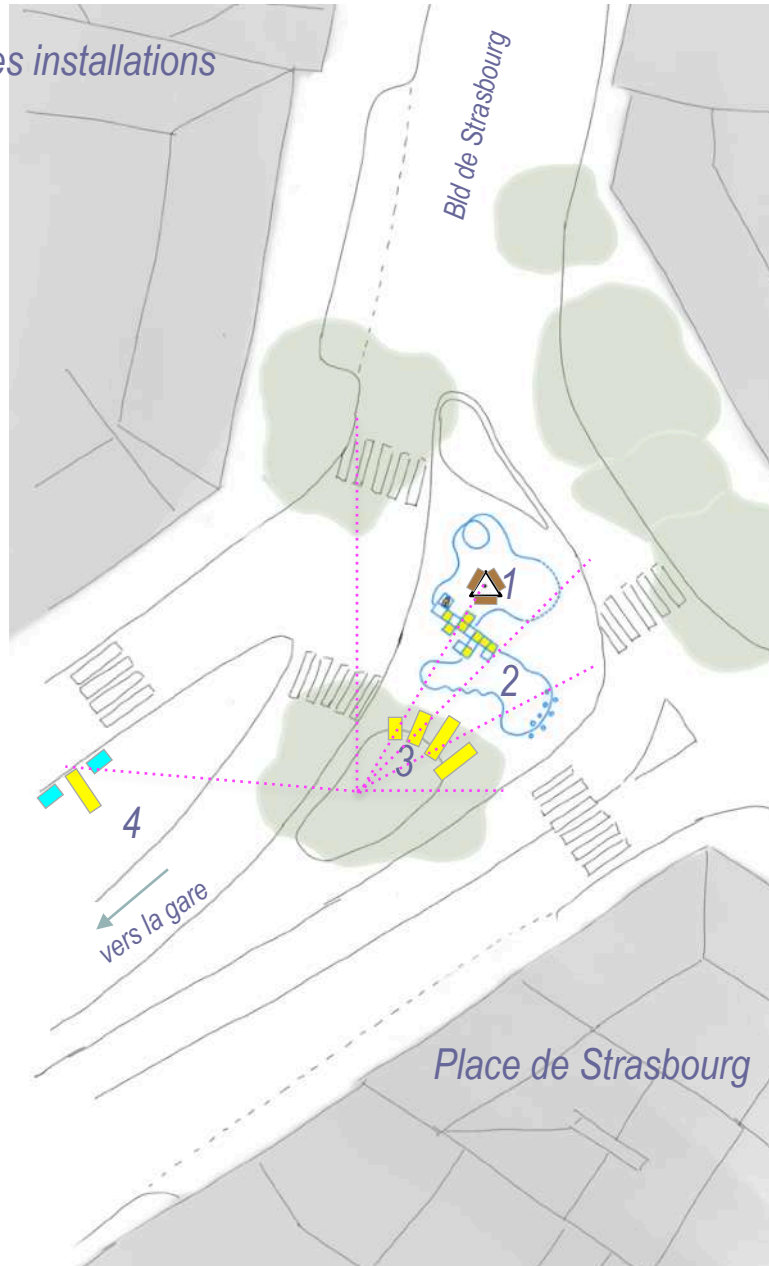 es installations
Bld de Strasbourg
1
2
3
4
vers la gare
Place de Strasbourg